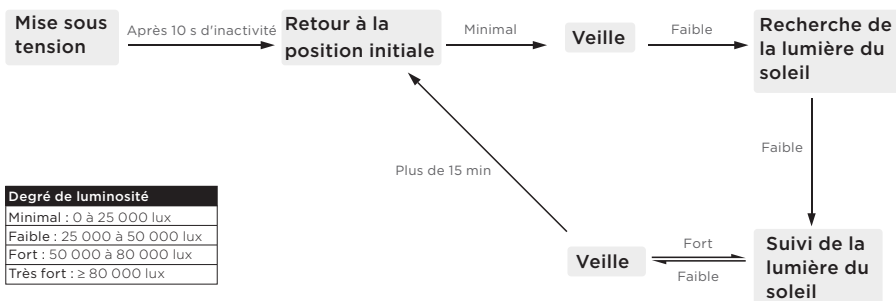 Mise sous
tension
Après 10 s d'inactivité
Retour à la
position initiale
Minimal
Veille
Faible
Recherche de
la lumière du
soleil
Faible
Plus de 15 min
Degré de luminosité
Minimal : 0 à 25 000 lux
Faible : 25 000 à 50 000 lux
Fort : 50 000 à 80 000 lux
Très fort : ≥ 80 000 lux
Veille
Fort
Faible
Suivi de la
lumière du
soleil